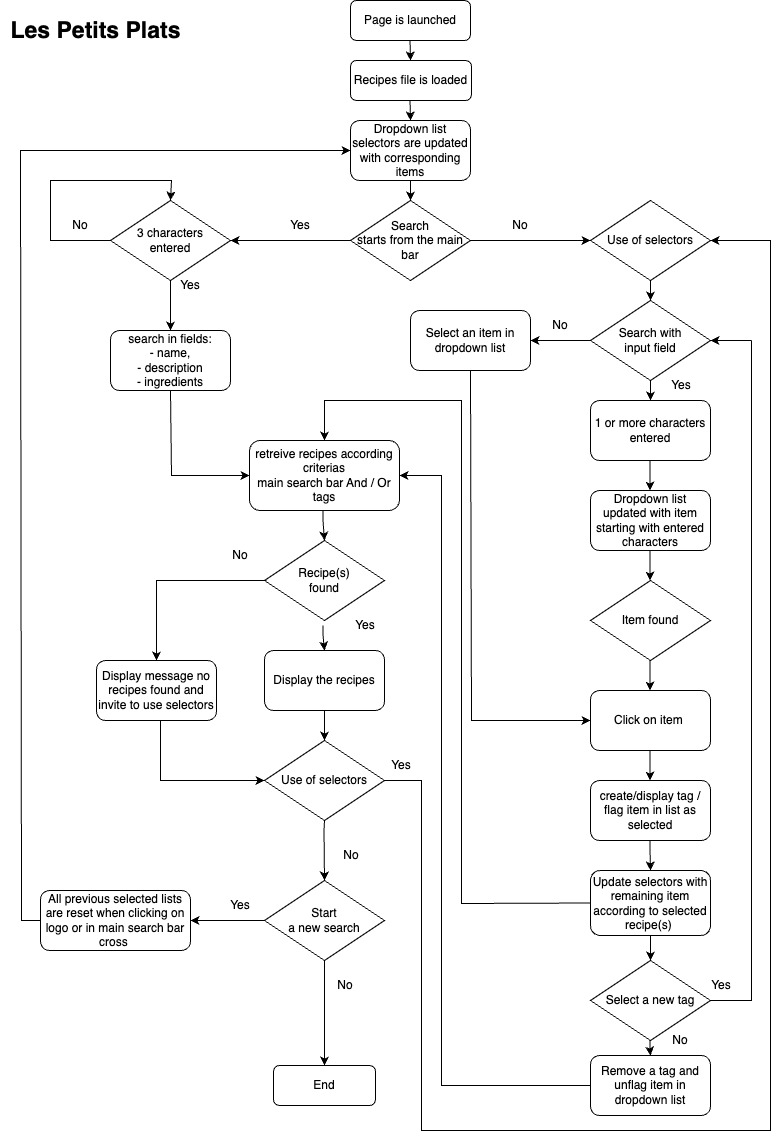 Les Petits Plats
Page is launched
Recipes file is loaded
Dropdown list
selectors are updated
with corresponding
items
Search
starts from the main
bar
Yes
No
3 characters
entered
No
Yes
search in fields:
- name,
- description
- ingredients
Use of selectors
Search with
input field
No
Select an item in
dropdown list
Yes
1 or more characters
entered
Dropdown list
updated with item
starting with entered
characters
Item found
Click on item
create/display tag /
flag item in list as
selected
Update selectors with
remaining item
according to selected
recipe(s)
Select a new tag
Yes
No
Remove a tag and
unflag item in
dropdown list
retreive recipes according
criterias
main search bar And / Or
tags
Recipe(s)
found
No
Yes
Display message no
recipes found and
invite to use selectors
Display the recipes
Use of selectors
Yes
No
Start
a new search
Yes
All previous selected lists
are reset when clicking on
logo or in main search bar
cross
No
End